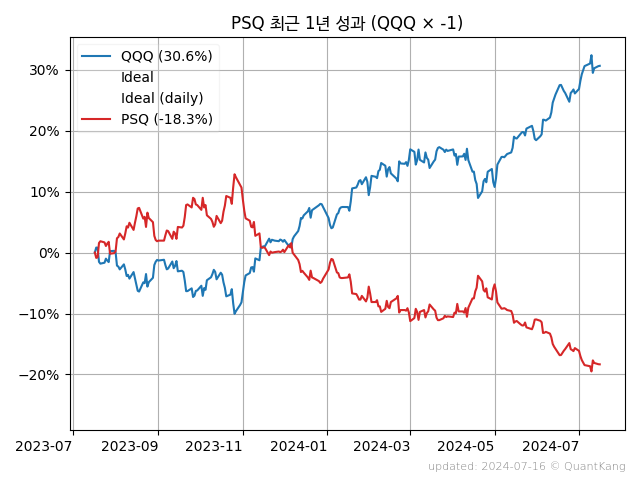 PSQ 최근 1년 성과 (QQQ × -1)
QQQ (30.6%)
Ideal
Ideal (daily)
PSQ (-18.3%)
30%
20%
10%
0%
−10%
−20%
2023-07 2023-09 2023-11 2024-01 2024-03 2024-05 2024-07
updated: 2024-07-16 © QuantKang